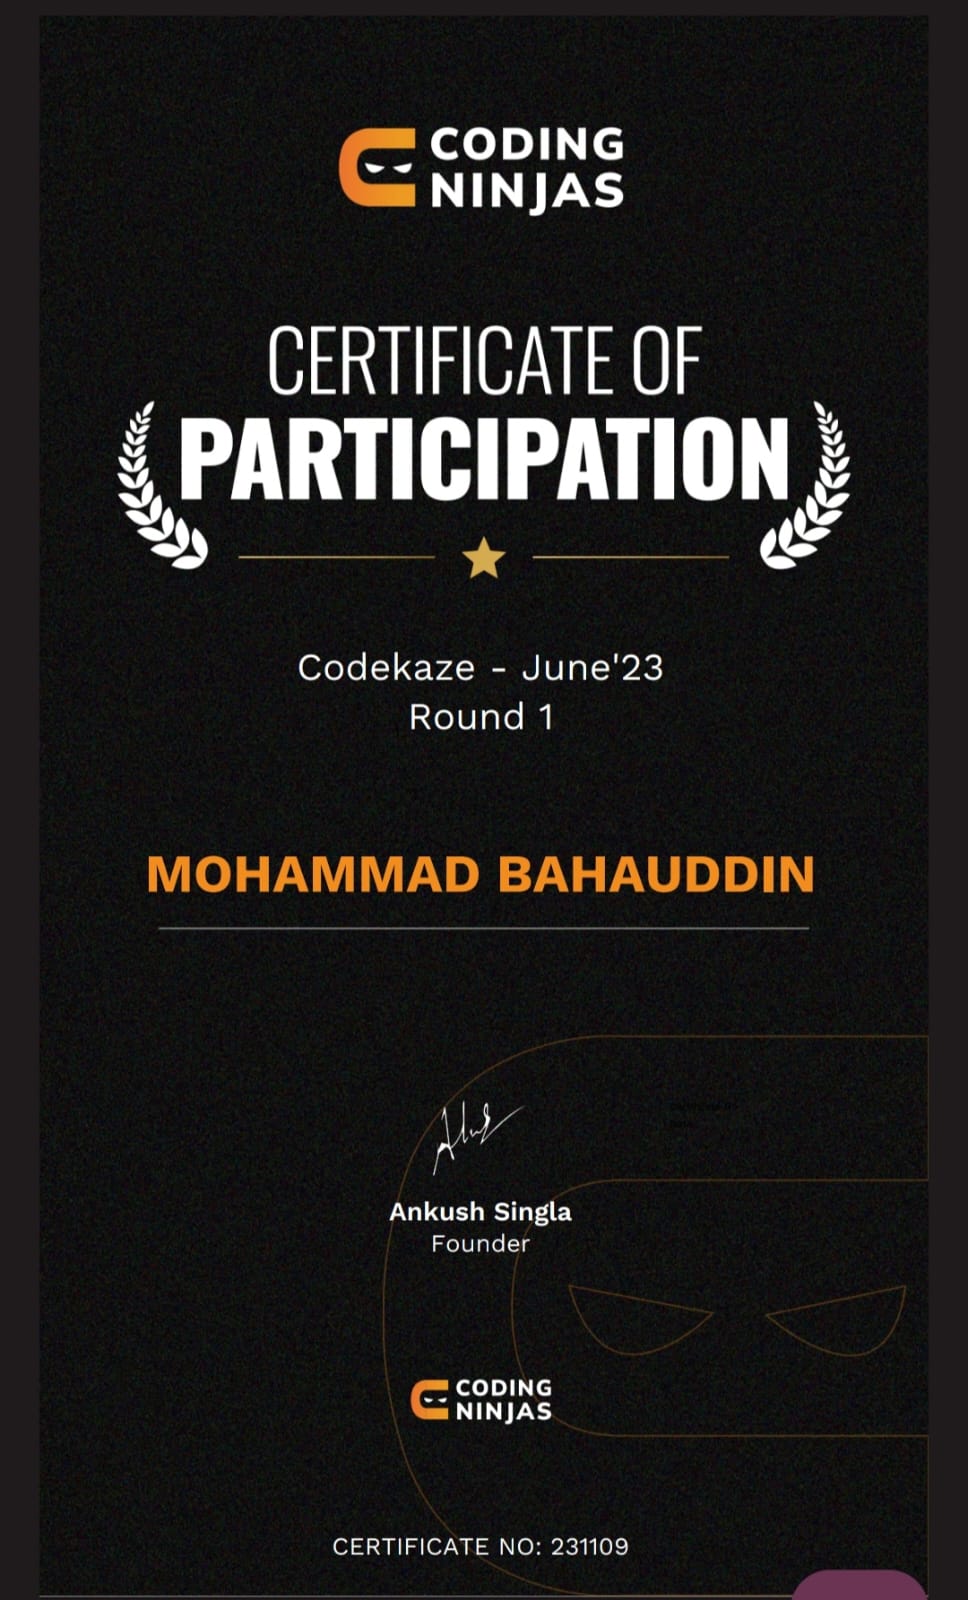 CODING
NINJAS
CERTIFICATE OF
PARTICIPATION
Codekaze - June'23
Round 1
MOHAMMAD BAHAUDDIN
Ankush Singla
Founder
CODING
NINJAS
CERTIFICATE NO: 231109